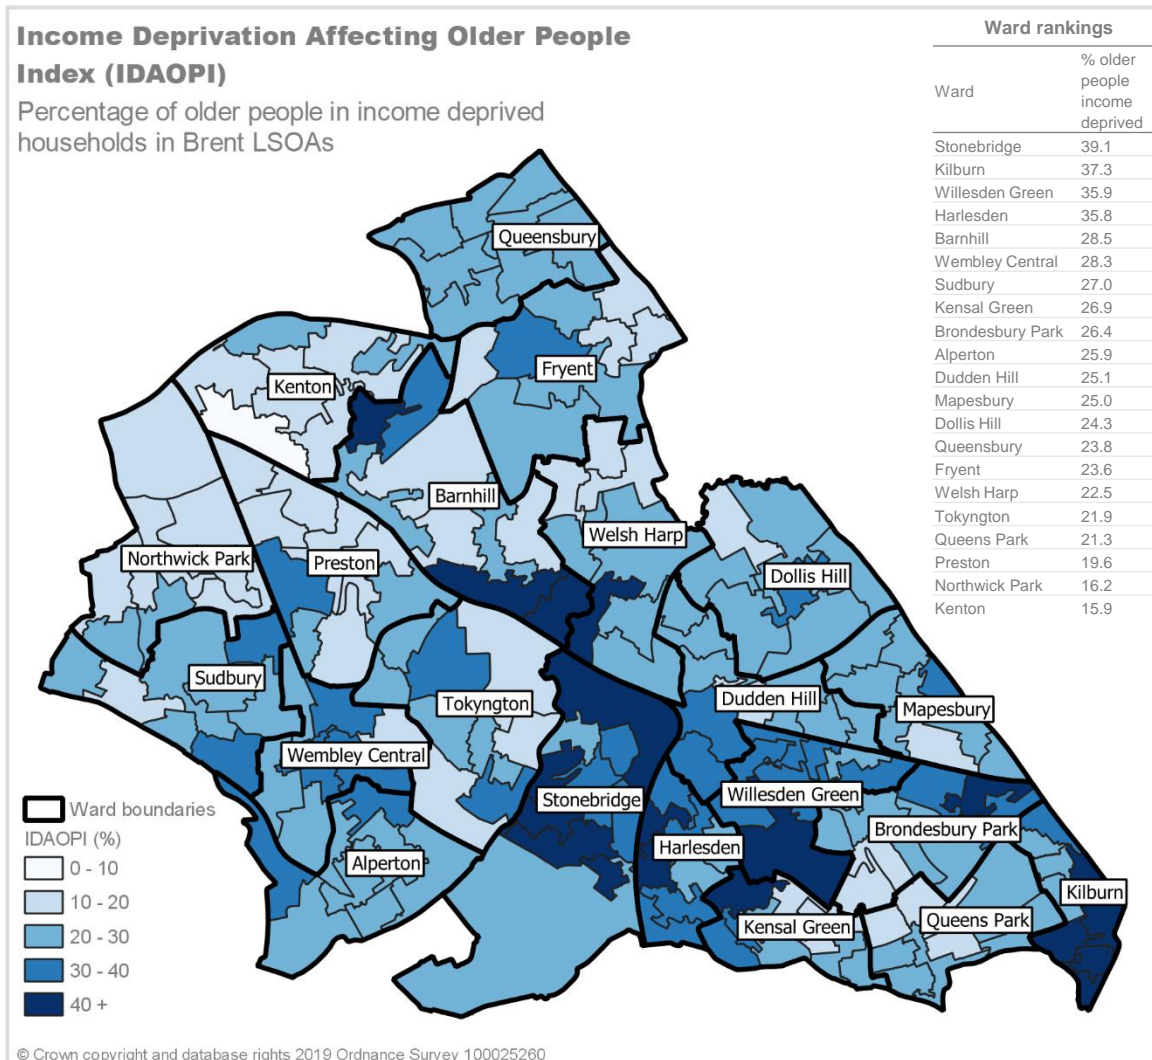 Income Deprivation Affecting Older People
Index (IDAOPI)
Percentage of older people in income deprived
households in Brent LSOAs
Ward rankings
Ward
% older
people
income
deprived
Stonebridge 39.1
Kilburn 37.3
Willesden Green 35.9
Harlesden 35.8
Barnhill 28.5
Wembley Central 28.3
Sudbury 27.0
Kensal Green 26.9
Brondesbury Park 26.4
Alperton 25.9
Dudden Hill 25.1
Mapesbury 25.0
Dollis Hill 24.3
Queensbury 23.8
Fryent 23.6
Welsh Harp 22.5
Tokyngton 21.9
Queens Park 21.3
Preston 19.6
Northwick Park 16.2
Kenton 15.9
Queensbury
Fryent
Kenton
Barnhill
Welsh Harp
Northwick Park
Preston
Dollis Hill
Sudbury
Tokyngton
Dudden Hill
Mapesbury
Wembley Central
Stonebridge
Willesden Green
Brondesbury Park
Harlesden
Alperton
Kilburn
Kensal Green
Queens Park
Ward boundaries
IDAOPI (%)
0 - 10
10 - 20
20 - 30
30 - 40
40 +
© Crown copyright and database rights 2019 Ordnance Survey 100025260